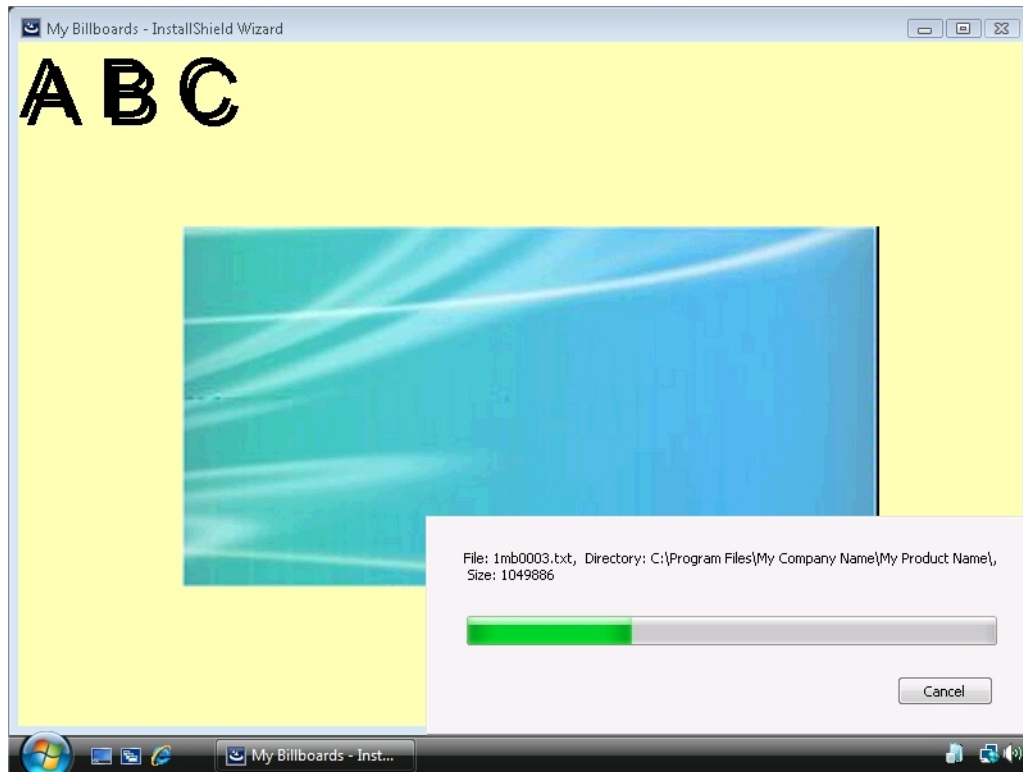 My Billboards - InstallShield Wizard
A B C
File: 1mb0003.txt, Directory: C:\Program Files\My Company Name\My Product Name\,
Size: 1049886
Cancel
My Billboards - Inst...